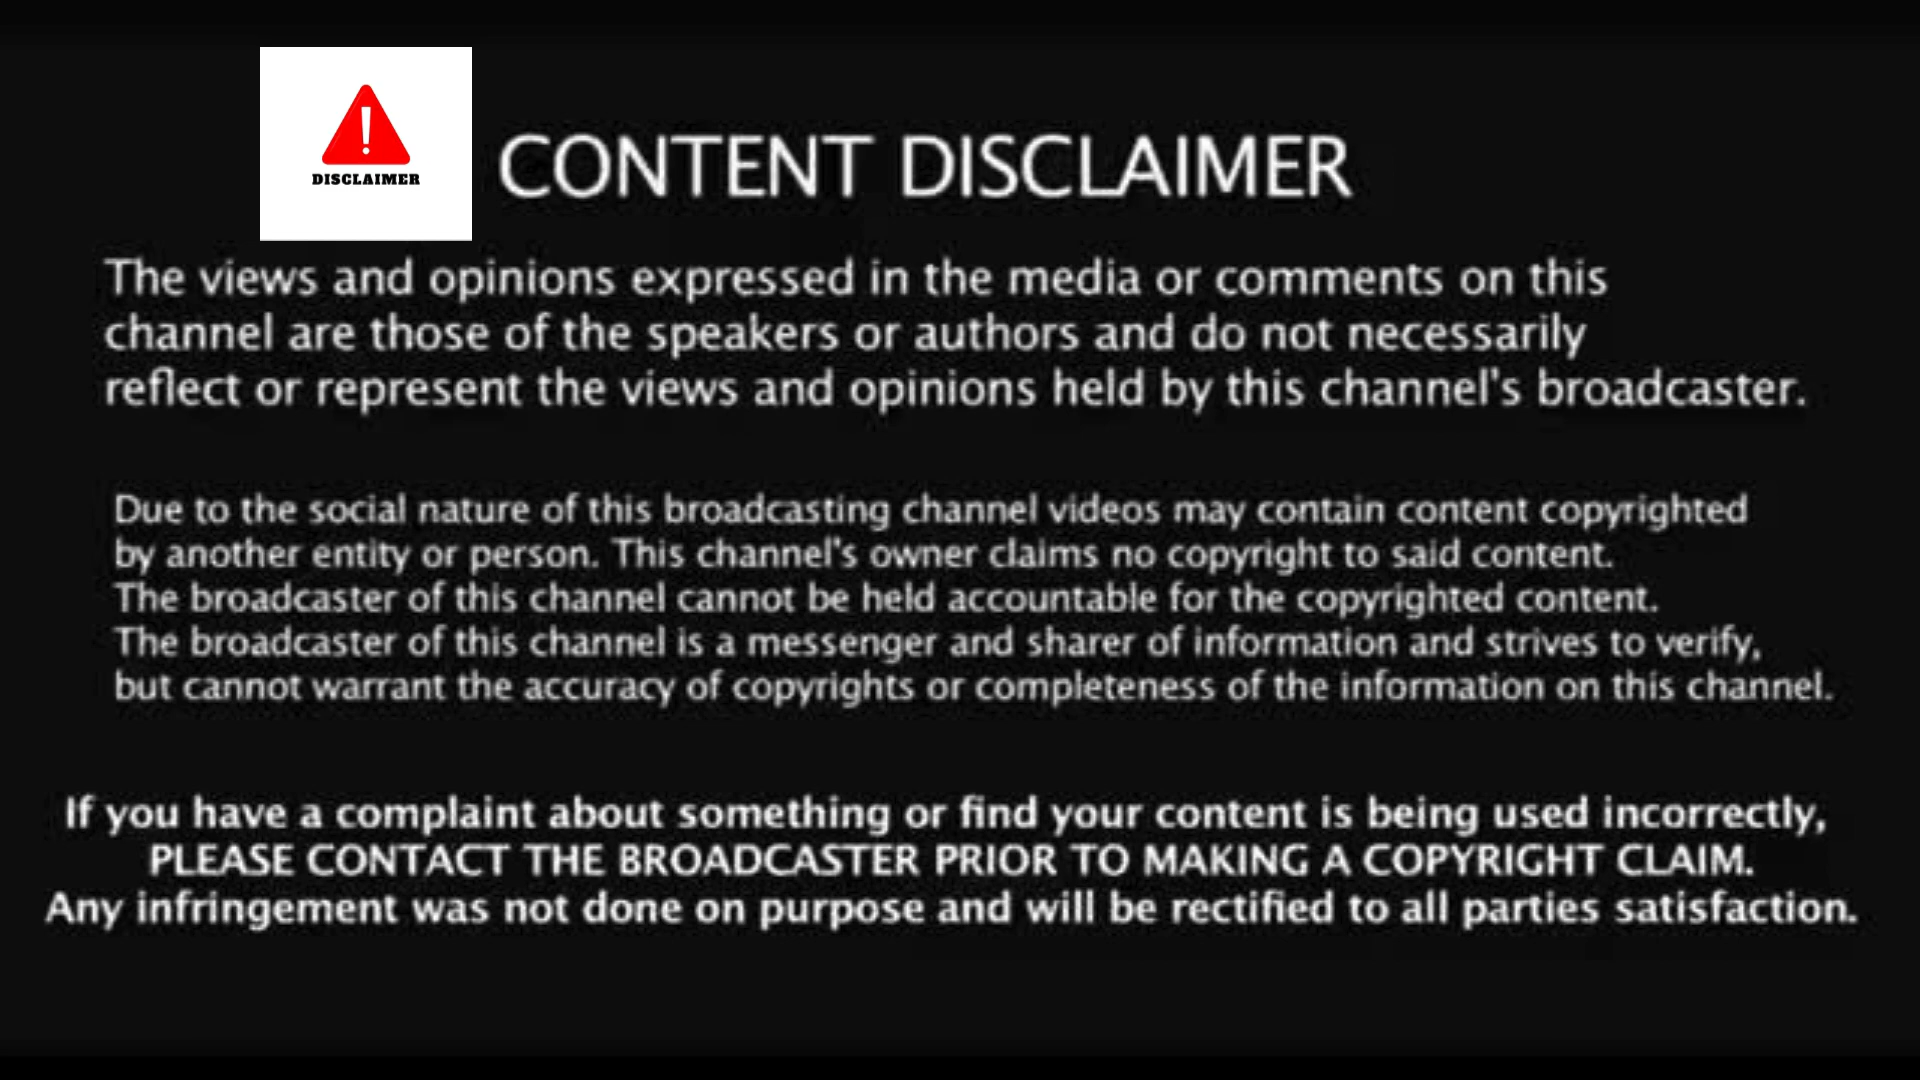 !
DISCLAIMER
CONTENT DISCLAIMER
The views and opinions expressed in the media or comments on this
channel are those of the speakers or authors and do not necessarily
reflect or represent the views and opinions held by this channel's broadcaster.
Due to the social nature of this broadcasting channel videos may contain content copyrighted
by another entity or person. This channel's owner claims no copyright to said content.
The broadcaster of this channel cannot be held accountable for the copyrighted content.
The broadcaster of this channel is a messenger and sharer of information and strives to verify,
but cannot warrant the accuracy of copyrights or completeness of the information on this channel.
If you have a complaint about something or find your content is being used incorrectly,
PLEASE CONTACT THE BROADCASTER PRIOR TO MAKING A COPYRIGHT CLAIM.
Any infringement was not done on purpose and will be rectified to all parties satisfaction.